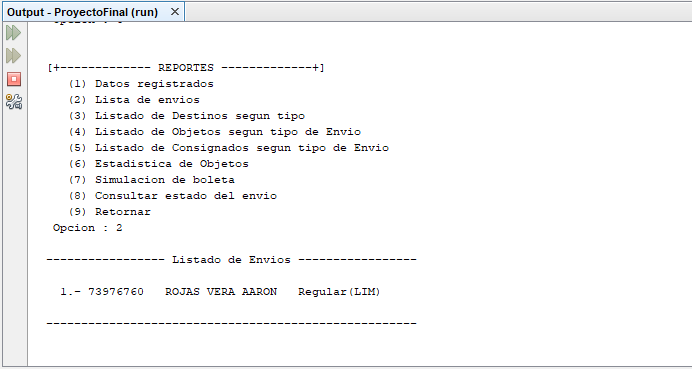 Output - ProyectoFinal (run)
[+------------- REPORTES -------------+]
(1) Datos registrados
(2) Lista de envios
(3) Listado de Destinos segun tipo
(4) Listado de Objetos segun tipo de Envio
(5) Listado de Consignados segun tipo de Envio
(6) Estadistica de Objetos
(7) Simulacion de boleta
(8) Consultar estado del envio
(9) Retornar
Opcion : 2
----------------- Listado de Envios -----------------
1.- 73976760   ROJAS VERA AARON   Regular(LIM)
-----------------------------------------------------